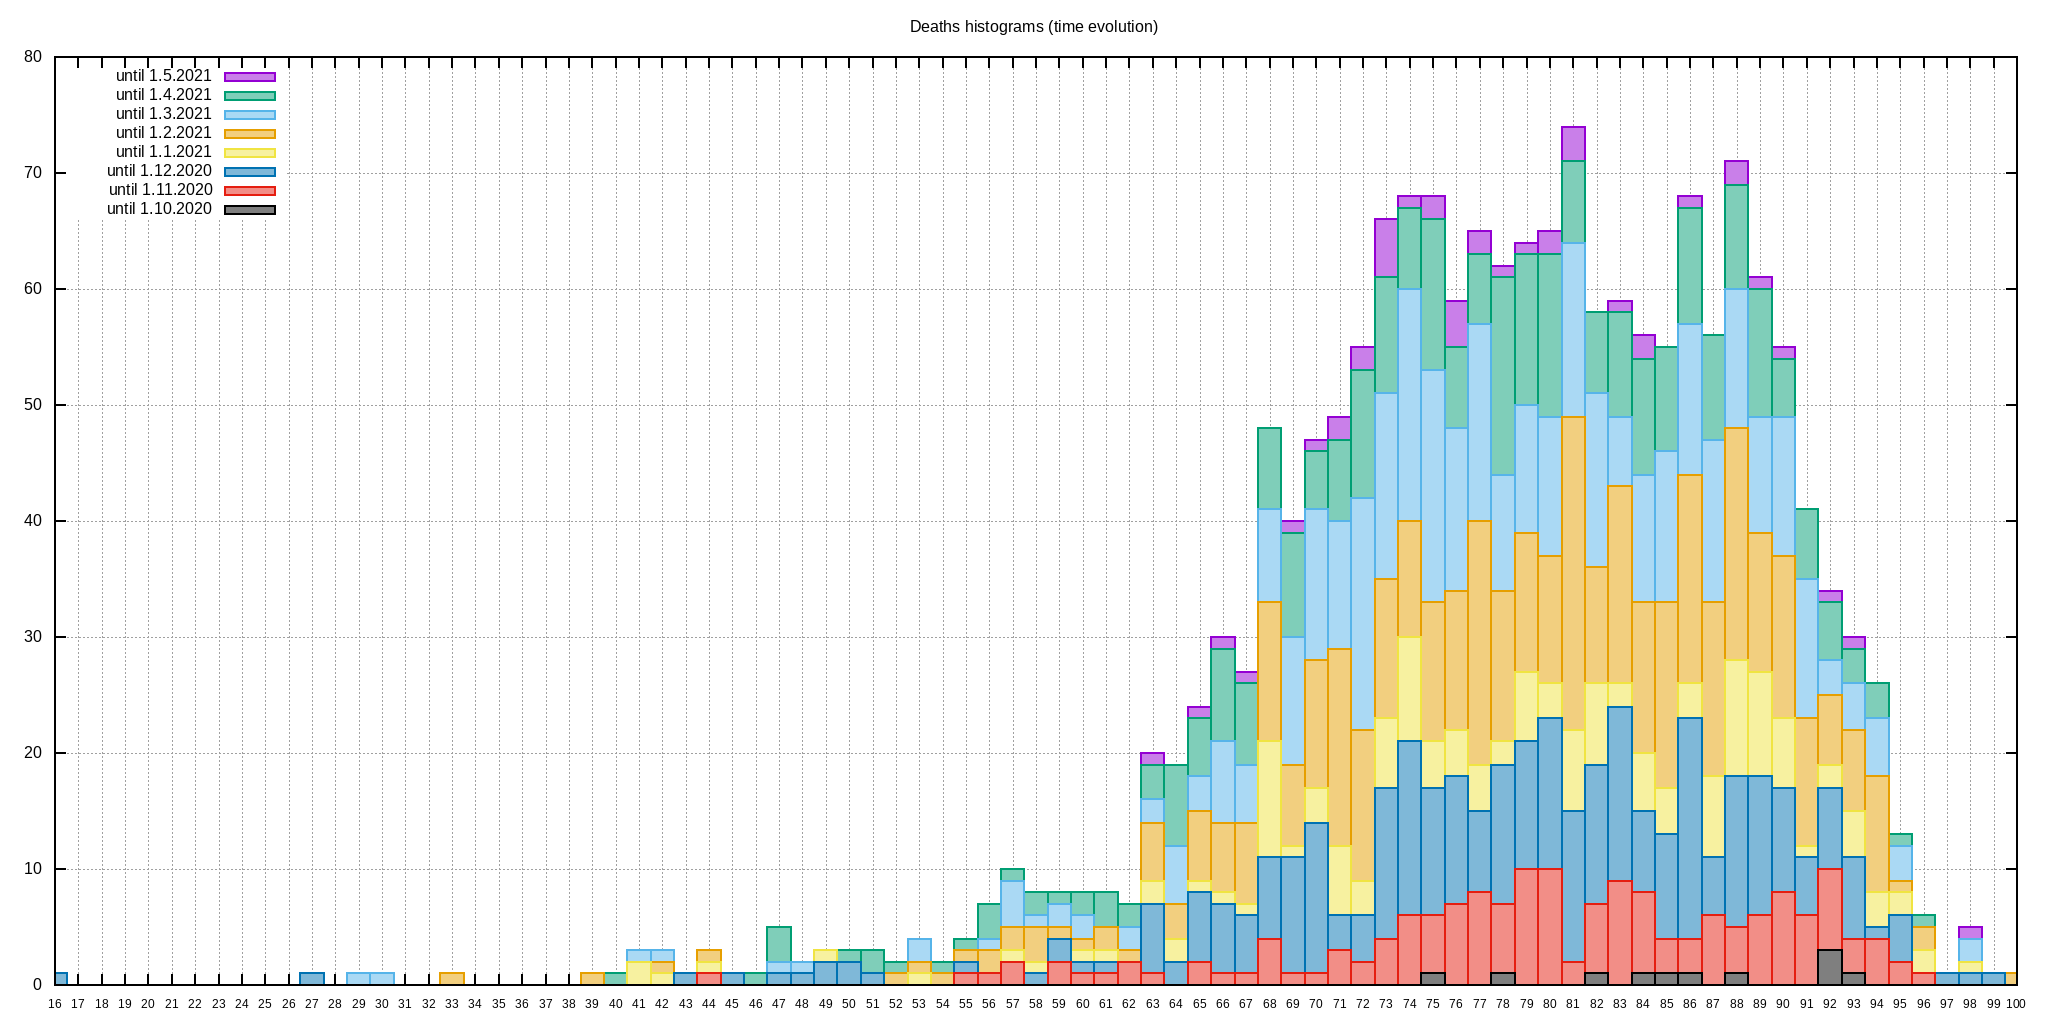 Deaths histograms (time evolution)
80
70
60
50
40
30
20
10
0
until 1.5.2021
until 1.4.2021
until 1.3.2021
until 1.2.2021
until 1.1.2021
until 1.12.2020
until 1.11.2020
until 1.10.2020
16 17 18 19 20 21 22 23 24 25 26 27 28 29 30 31 32 33 34 35 36 37 38 39 40 41 42 43 44 45 46 47 48 49 50 51 52 53 54 55 56 57 58 59 60 61 62 63 64 65 66 67 68 69 70 71 72 73 74 75 76 77 78 79 80 81 82 83 84 85 86 87 88 89 90 91 92 93 94 95 96 97 98 99 100